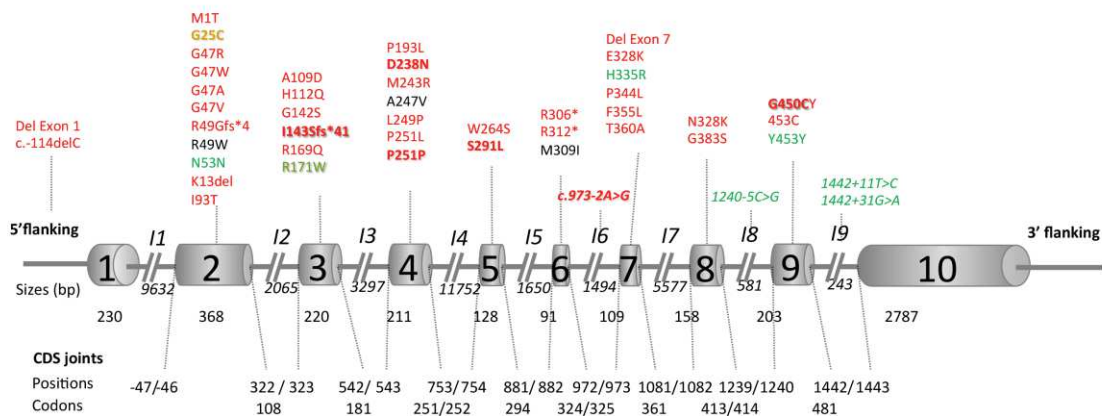 Del Exon 1
c.-114delC
M1T
G25C
G47R
G47W
G47A
G47V
R49Gfs*4
R49W
N53N
K13del
I93T
A109D
H112Q
G142S
I143Sfs*41
R169Q
R171W
P193L
D238N
M243R
A247V
L249P
P251L
P251P
W264S
S291L
R306*
R312*
M309I
c.973-2A>G
Del Exon 7
E328K
H335R
P344L
F355L
T360A
N328K
G383S
1240-5C>G
G450CY
453C
Y453Y
1442+11T>C
1442+31G>A
5'flanking
I1 I2 I3 I4 I5 I6 I7 I8 I9
3' flanking
1 2 3 4 5 6 7 8 9 10
Sizes (bp)
9632 2065 3297 11752 1650 1494 5577 581 243
230 368 220 211 128 91 109 158 203 2787
CDS joints
Positions -47/-46 322 / 323 542/ 543 753/754 881/ 882 972/973 1081/1082 1239/1240 1442/1443
Codons 108 181 251/252 294 324/325 361 413/414 481